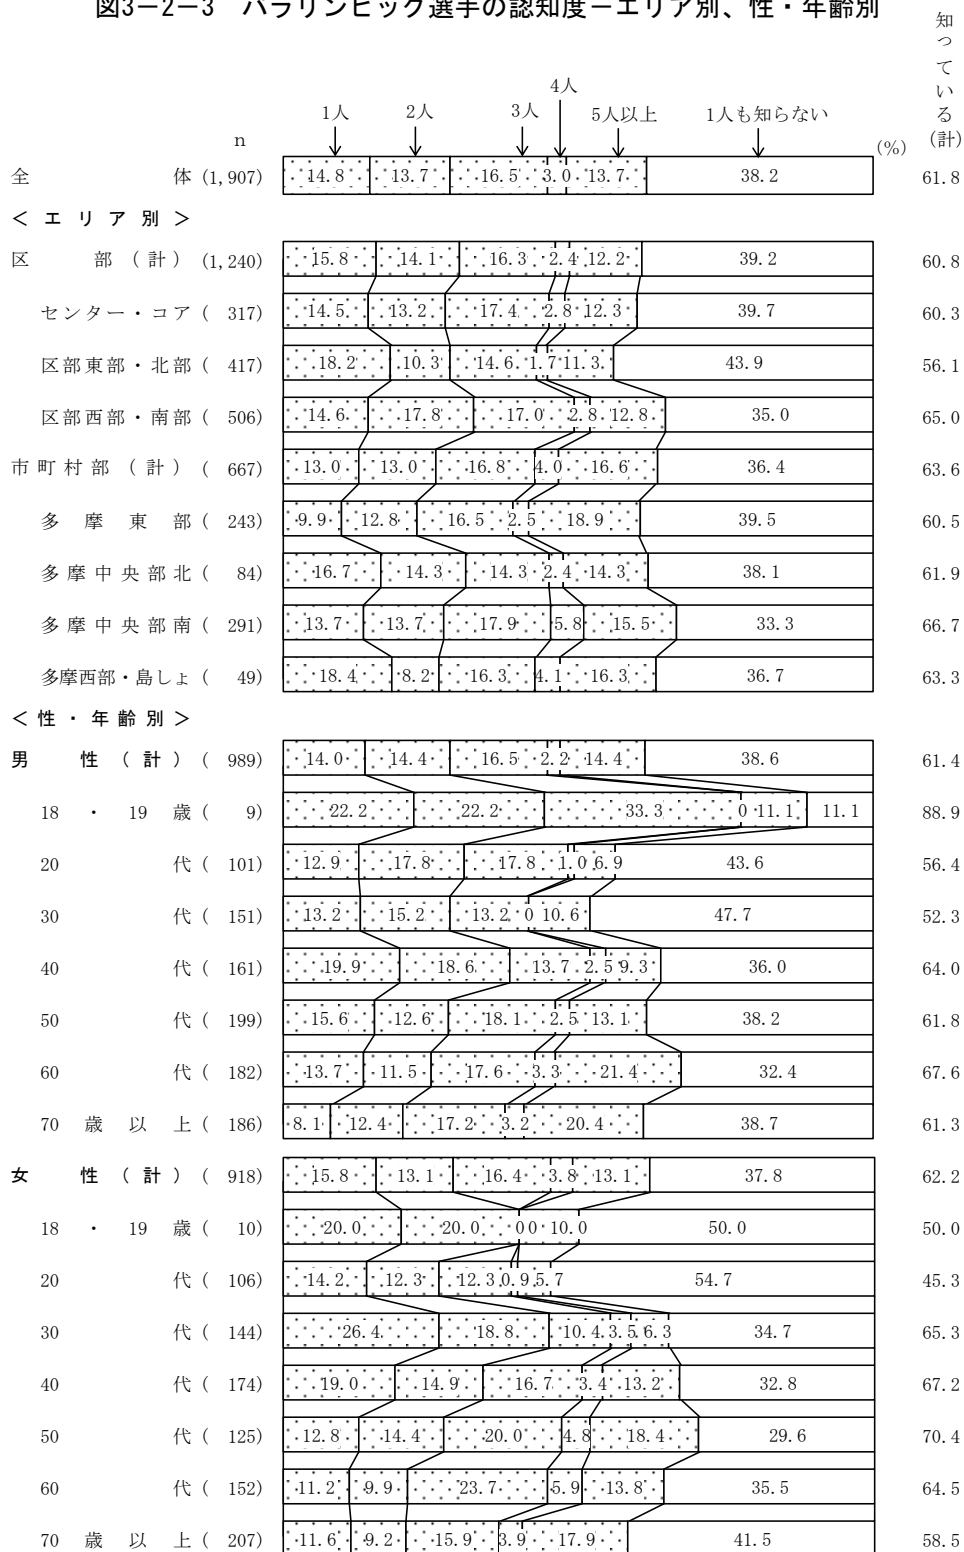 図3-2-3 パラリンピック選手の認知度-エリア別、性・年齢別
知っている(計)
n 1人 2人 3人 4人 5人以上 1人も知らない (%)
全体 (1,907) 14.8 13.7 16.5 3.0 13.7 38.2 61.8
<エリア別>
区部(計) (1,240) 15.8 14.1 16.3 2.4 12.2 39.2 60.8
センター・コア ( 317) 14.5 13.2 17.4 2.8 12.3 39.7 60.3
区部東部・北部 ( 417) 18.2 10.3 14.6 1.7 11.3 43.9 56.1
区部西部・南部 ( 506) 14.6 17.8 17.0 2.8 12.8 35.0 65.0
市町村部(計) ( 667) 13.0 13.0 16.8 4.0 16.6 36.4 63.6
多摩東部 ( 243) 9.9 12.8 16.5 2.5 18.9 39.5 60.5
多摩中央部北 ( 84) 16.7 14.3 14.3 2.4 14.3 38.1 61.9
多摩中央部南 ( 291) 13.7 13.7 17.9 5.8 15.5 33.3 66.7
多摩西部・島しょ ( 49) 18.4 8.2 16.3 4.1 16.3 36.7 63.3
<性・年齢別>
男性(計) ( 989) 14.0 14.4 16.5 2.2 14.4 38.6 61.4
18・19歳 ( 9) 22.2 22.2 33.3 0 11.1 11.1 88.9
20代 ( 101) 12.9 17.8 17.8 1.0 6.9 43.6 56.4
30代 ( 151) 13.2 15.2 13.2 0 10.6 47.7 52.3
40代 ( 161) 19.9 18.6 13.7 2.5 9.3 36.0 64.0
50代 ( 199) 15.6 12.6 18.1 2.5 13.1 38.2 61.8
60代 ( 182) 13.7 11.5 17.6 3.3 21.4 32.4 67.6
70歳以上 ( 186) 8.1 12.4 17.2 3.2 20.4 38.7 61.3
女性(計) ( 918) 15.8 13.1 16.4 3.8 13.1 37.8 62.2
18・19歳 ( 10) 20.0 20.0 0 0 10.0 50.0 50.0
20代 ( 106) 14.2 12.3 12.3 0.9 5.7 54.7 45.3
30代 ( 144) 26.4 18.8 10.4 3.5 6.3 34.7 65.3
40代 ( 174) 19.0 14.9 16.7 3.4 13.2 32.8 67.2
50代 ( 125) 12.8 14.4 20.0 4.8 18.4 29.6 70.4
60代 ( 152) 11.2 9.9 23.7 5.9 13.8 35.5 64.5
70歳以上 ( 207) 11.6 9.2 15.9 3.9 17.9 41.5 58.5